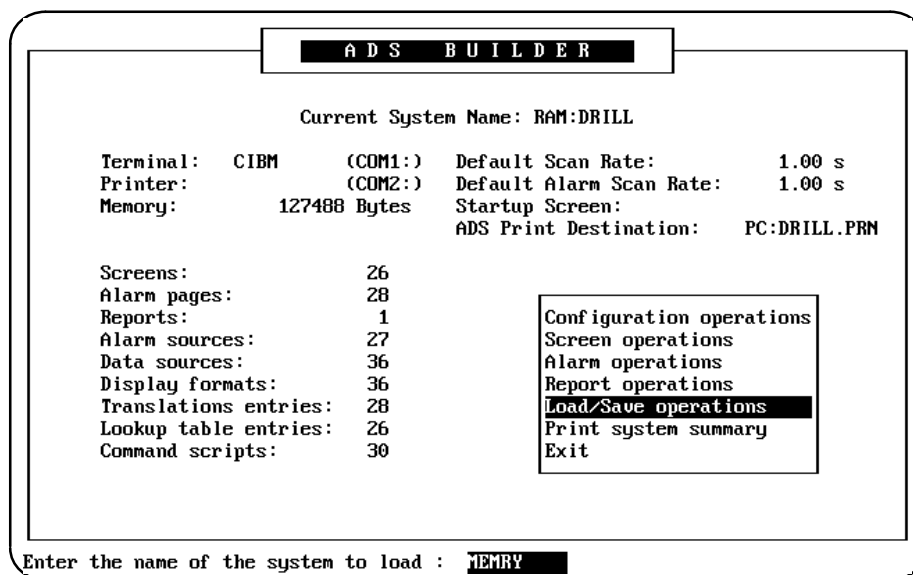 ADS BUILDER
Current System Name: RAM:DRILL
Terminal: CIBM (COM1:) Default Scan Rate: 1.00 s
Printer: (COM2:) Default Alarm Scan Rate: 1.00 s
Memory: 127488 Bytes Startup Screen:
ADS Print Destination: PC:DRILL.PRN
Screens: 26
Alarm pages: 28
Reports: 1
Alarm sources: 27
Data sources: 36
Display formats: 36
Translations entries: 28
Lookup table entries: 26
Command scripts: 30
Configuration operations
Screen operations
Alarm operations
Report operations
Load/Save operations
Print system summary
Exit
Enter the name of the system to load : MEMRY